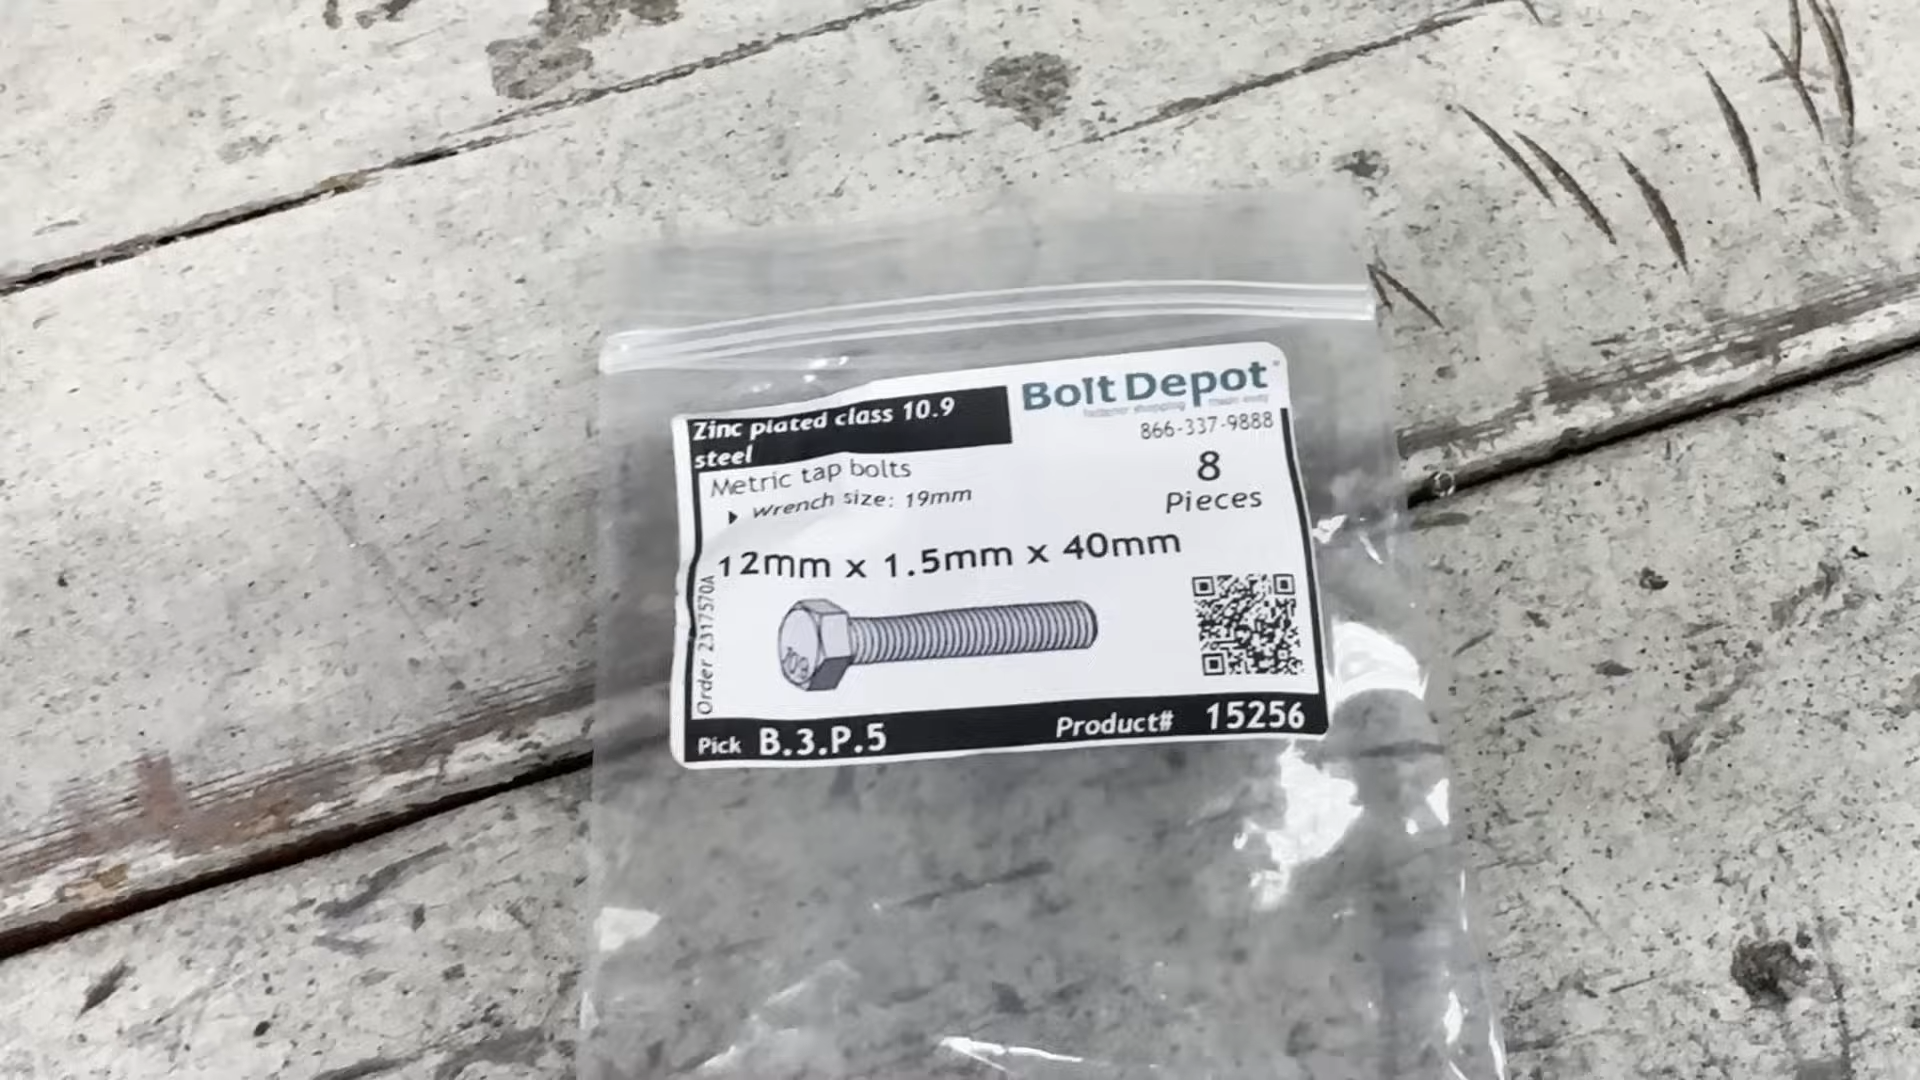 Zinc plated class 10.9
steel
Bolt Depot
866-337-9888
Metric tap bolts
Wrench size: 19mm
8
Pieces
12mm x 1.5mm x 40mm
Order 2317570A
Pick B.3.P.5
Product# 15256